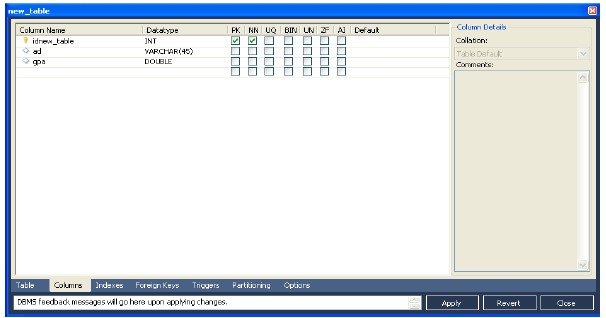 new_table
Column Name Datatype PK NN UQ BIN UN ZF AI Default
idnew_table INT
ad VARCHAR(45)
gpa DOUBLE
Column Details
Collation:
Table Default
Comments:
Table Columns Indexes Foreign Keys Triggers Partitioning Options
DBMS feedback messages will go here upon applying changes.
Apply Revert Close